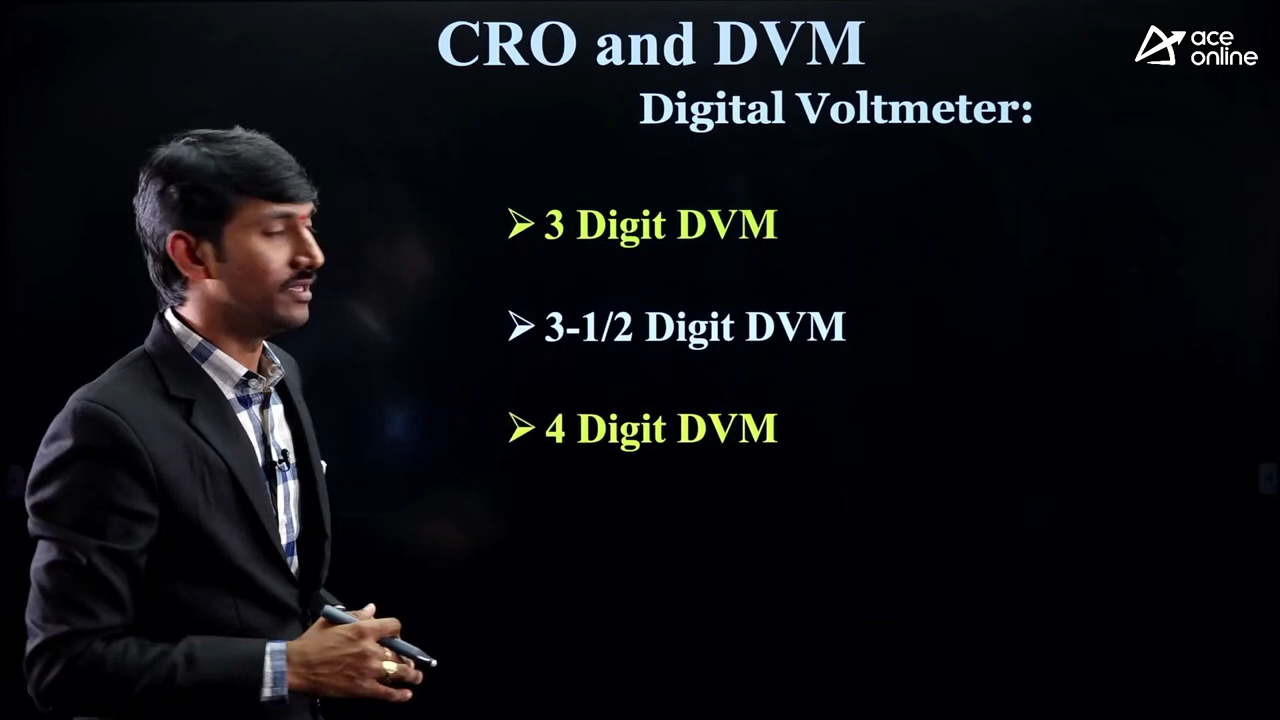 CRO and DVM
ace
online
Digital Voltmeter:
➢ 3 Digit DVM
➢ 3-1/2 Digit DVM
➢ 4 Digit DVM